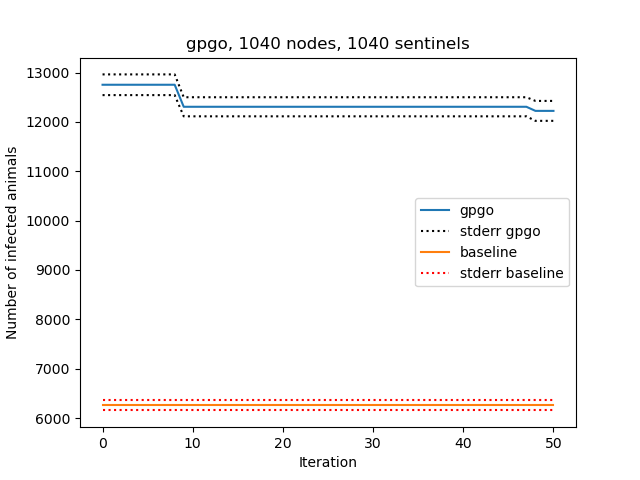 gpgo, 1040 nodes, 1040 sentinels
Number of infected animals
13000
12000
11000
10000
9000
8000
7000
6000
gpgo
stderr gpgo
baseline
stderr baseline
0 10 20 30 40 50
Iteration